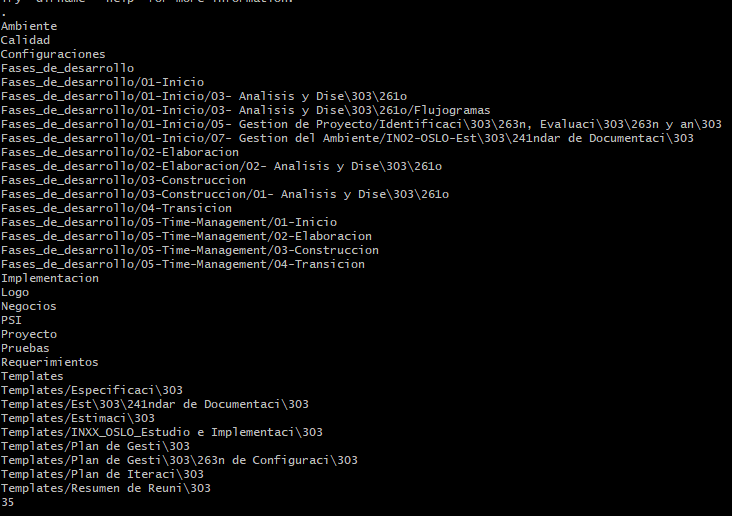 Try 'dirname --help' for more information.
.
Ambiente
Calidad
Configuraciones
Fases_de_desarrollo
Fases_de_desarrollo/01-Inicio
Fases_de_desarrollo/01-Inicio/03- Analisis y Dise\303\261o
Fases_de_desarrollo/01-Inicio/03- Analisis y Dise\303\261o/Flujogramas
Fases_de_desarrollo/01-Inicio/05- Gestion de Proyecto/Identificaci\303\263n, Evaluaci\303\263n y an\303
Fases_de_desarrollo/01-Inicio/07- Gestion del Ambiente/IN02-OSLO-Est\303\241ndar de Documentaci\303
Fases_de_desarrollo/02-Elaboracion
Fases_de_desarrollo/02-Elaboracion/02- Analisis y Dise\303\261o
Fases_de_desarrollo/03-Construccion
Fases_de_desarrollo/03-Construccion/01- Analisis y Dise\303\261o
Fases_de_desarrollo/04-Transicion
Fases_de_desarrollo/05-Time-Management/01-Inicio
Fases_de_desarrollo/05-Time-Management/02-Elaboracion
Fases_de_desarrollo/05-Time-Management/03-Construccion
Fases_de_desarrollo/05-Time-Management/04-Transicion
Implementacion
Logo
Negocios
PSI
Proyecto
Pruebas
Requerimientos
Templates
Templates/Especificaci\303
Templates/Est\303\241ndar de Documentaci\303
Templates/Estimaci\303
Templates/INXX_OSLO_Estudio e Implementaci\303
Templates/Plan de Gesti\303
Templates/Plan de Gesti\303\263n de Configuraci\303
Templates/Plan de Iteraci\303
Templates/Resumen de Reuni\303
35